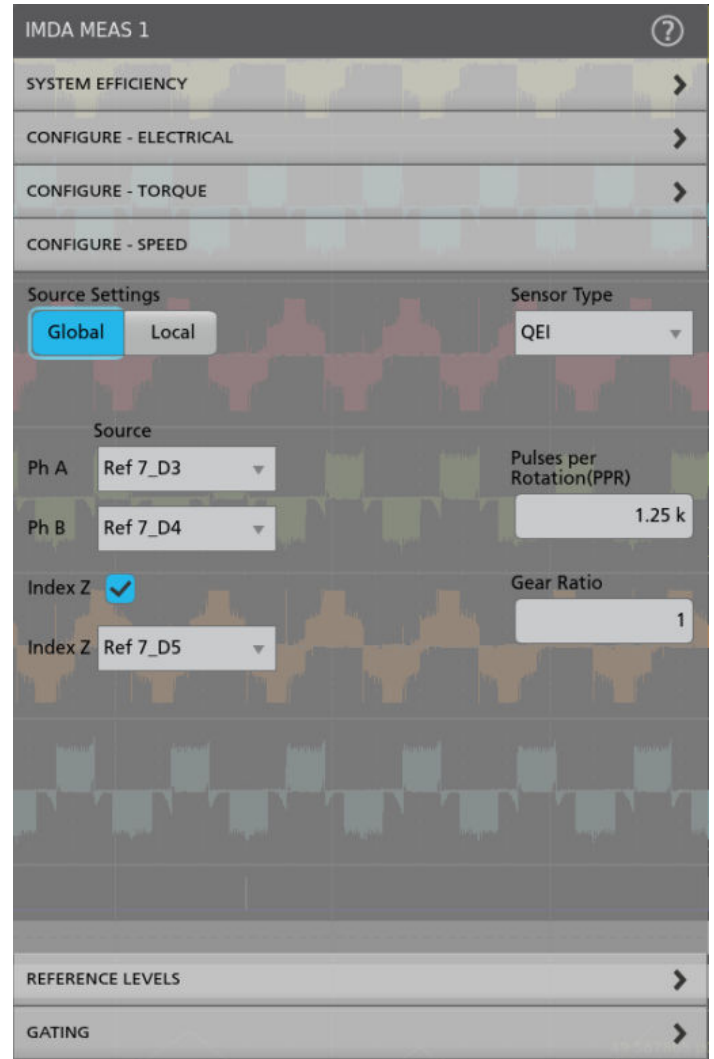 IMDA MEAS 1
?
SYSTEM EFFICIENCY
CONFIGURE - ELECTRICAL
CONFIGURE - TORQUE
CONFIGURE - SPEED
Source Settings
Sensor Type
Global Local
QEI
Source
Ph A Ref 7_D3
Pulses per
Rotation(PPR)
1.25 k
Ph B Ref 7_D4
Index Z
Gear Ratio
1
Index Z Ref 7_D5
REFERENCE LEVELS
GATING